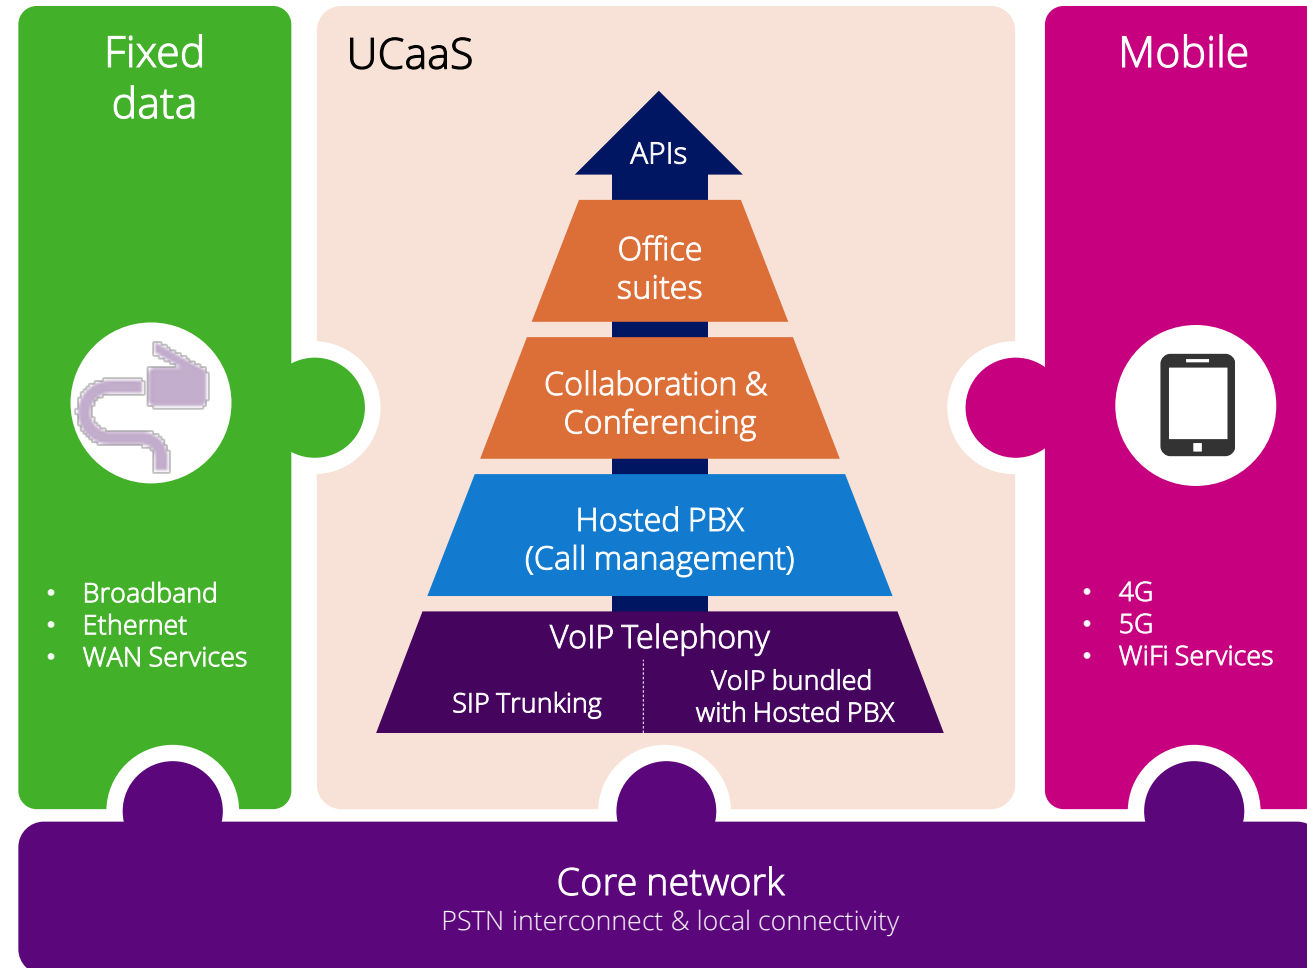 Fixed
data
• Broadband
• Ethernet
• WAN Services
UCaaS
APIs
Office
suites
Collaboration &
Conferencing
Hosted PBX
(Call management)
VoIP Telephony
SIP Trunking
VoIP bundled
with Hosted PBX
Mobile
• 4G
• 5G
• WiFi Services
Core network
PSTN interconnect & local connectivity